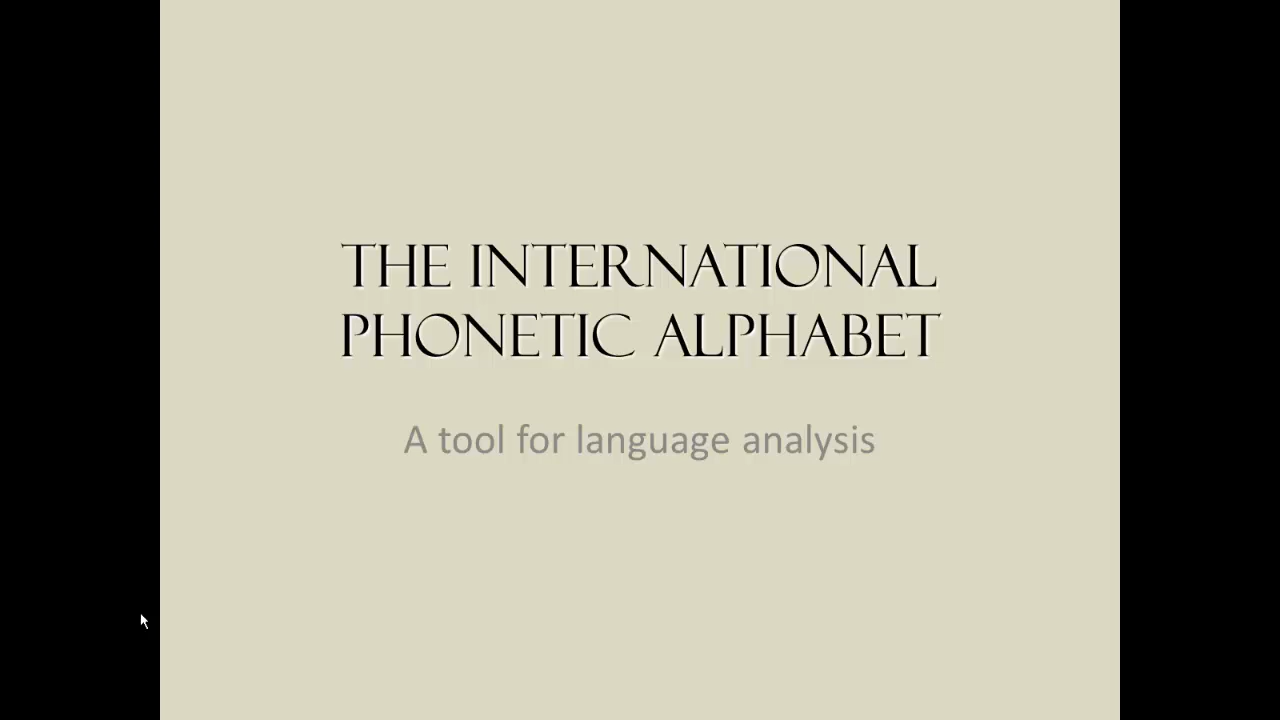 THE INTERNATIONAL
PHONETIC ALPHABET
A tool for language analysis